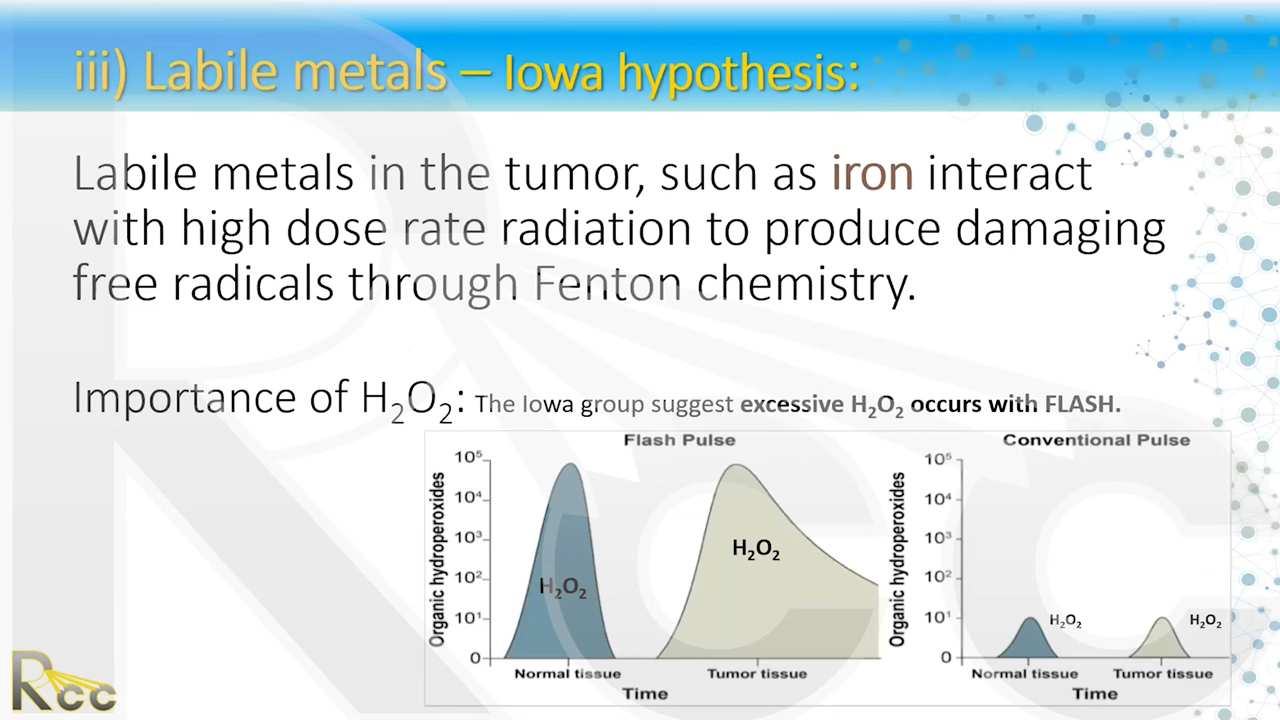 iii) Labile metals – Iowa hypothesis:
Labile metals in the tumor, such as iron interact
with high dose rate radiation to produce damaging
free radicals through Fenton chemistry.
Importance of H₂O₂: The Iowa group suggest excessive H₂O₂ occurs with FLASH.
Flash Pulse
Organic hydroperoxides
10⁵
10⁴
10³
10²
10¹
0
H₂O₂
H₂O₂
Normal tissue
Tumor tissue
Time
Conventional Pulse
Organic hydroperoxides
10⁵
10⁴
10³
10²
10¹
0
H₂O₂
H₂O₂
Normal tissue
Tumor tissue
Time
Rcc